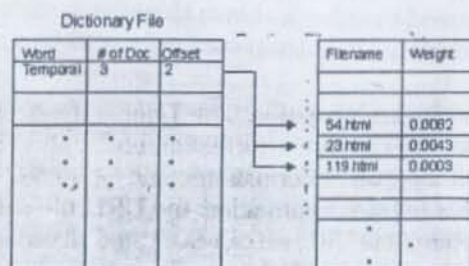 Dictionary File
Word # of Doc Offset
Temporal 3 2
Filename Weight
54.html 0.0082
23.html 0.0043
119.html 0.0003